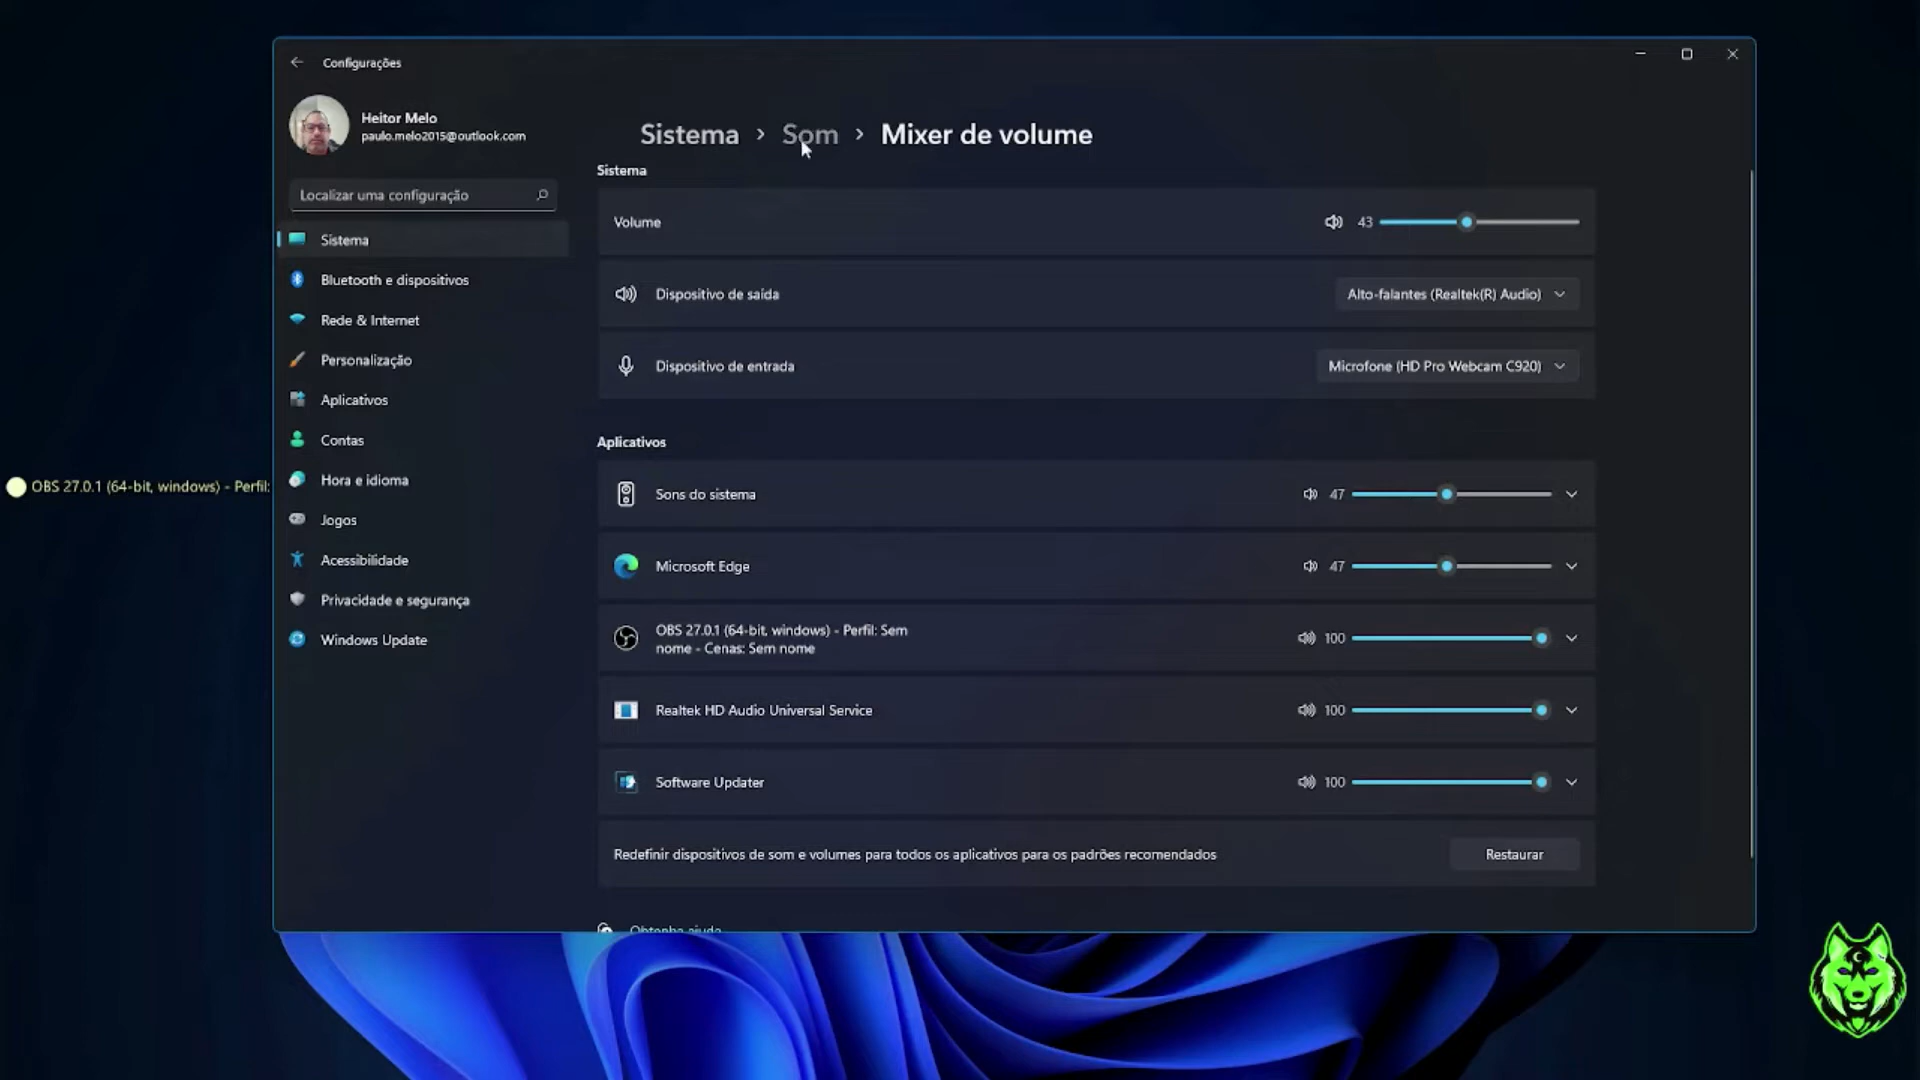 Configurações
Heitor Melo
paulo.melo2015@outlook.com
Localizar uma configuração
Sistema
Bluetooth e dispositivos
Rede & Internet
Personalização
Aplicativos
Contas
Hora e idioma
Jogos
Acessibilidade
Privacidade e segurança
Windows Update
OBS 27.0.1 (64-bit, windows) - Perfil:
Sistema > Som > Mixer de volume
Sistema
Volume 43
Dispositivo de saída Alto-falantes (Realtek(R) Audio)
Dispositivo de entrada Microfone (HD Pro Webcam C920)
Aplicativos
Sons do sistema 47
Microsoft Edge 47
OBS 27.0.1 (64-bit, windows) - Perfil: Sem
nome - Cenas: Sem nome 100
Realtek HD Audio Universal Service 100
Software Updater 100
Redefinir dispositivos de som e volumes para todos os aplicativos para os padrões recomendados Restaurar
Obtenha ajuda